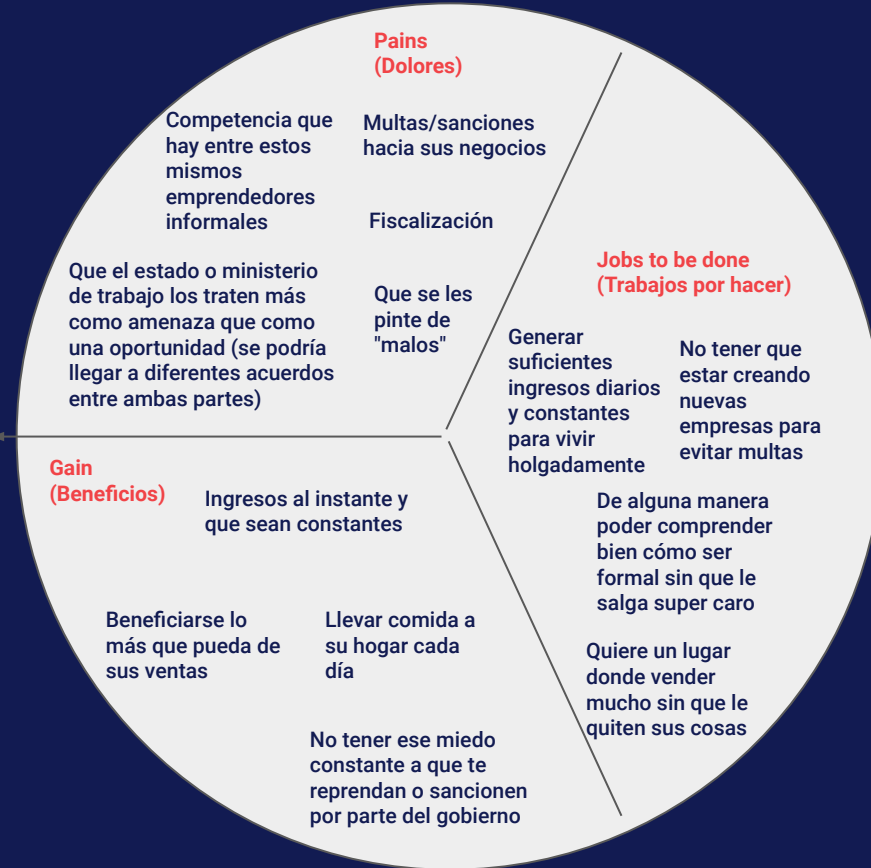 Pains
(Dolores)
Competencia que
hay entre estos
mismos
emprendedores
informales
Multas/sanciones
hacia sus negocios
Fiscalización
Que el estado o ministerio
de trabajo los traten más
como amenaza que como
una oportunidad (se podría
llegar a diferentes acuerdos
entre ambas partes)
Que se les
pinte de
"malos"
Jobs to be done
(Trabajos por hacer)
Generar
suficientes
ingresos diarios
y constantes
para vivir
holgadamente
No tener que
estar creando
nuevas
empresas para
evitar multas
De alguna manera
poder comprender
bien cómo ser
formal sin que le
salga super caro
Quiere un lugar
donde vender
mucho sin que le
quiten sus cosas
Gain
(Beneficios)
Ingresos al instante y
que sean constantes
Beneficiarse lo
más que pueda de
sus ventas
Llevar comida a
su hogar cada
día
No tener ese miedo
constante a que te
reprendan o sancionen
por parte del gobierno